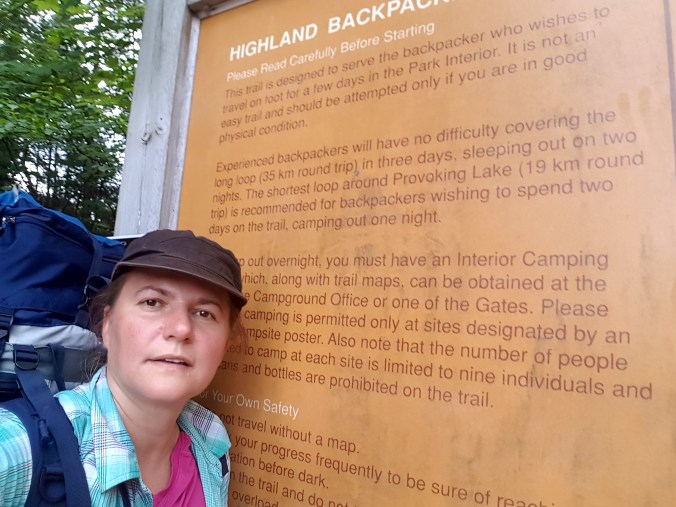 HIGHLAND BACKPACK
Please Read Carefully Before Starting
This trail is designed to serve the backpacker who wishes to
travel on foot for a few days in the Park Interior. It is not an
easy trail and should be attempted only if you are in good
physical condition.
Experienced backpackers will have no difficulty covering the
long loop (35 km round trip) in three days, sleeping out on two
nights. The shortest loop around Provoking Lake (19 km round
trip) is recommended for backpackers wishing to spend two
days on the trail, camping out one night.
p out overnight, you must have an Interior Camping
which, along with trail maps, can be obtained at the
e Campground Office or one of the Gates. Please
camping is permitted only at sites designated by an
mpsite poster. Also note that the number of people
ed to camp at each site is limited to nine individuals and
ans and bottles are prohibited on the trail.
or Your Own Safety
not travel without a map.
your progress frequently to be sure of reachi
ation before dark.
n the trail and do not
overload